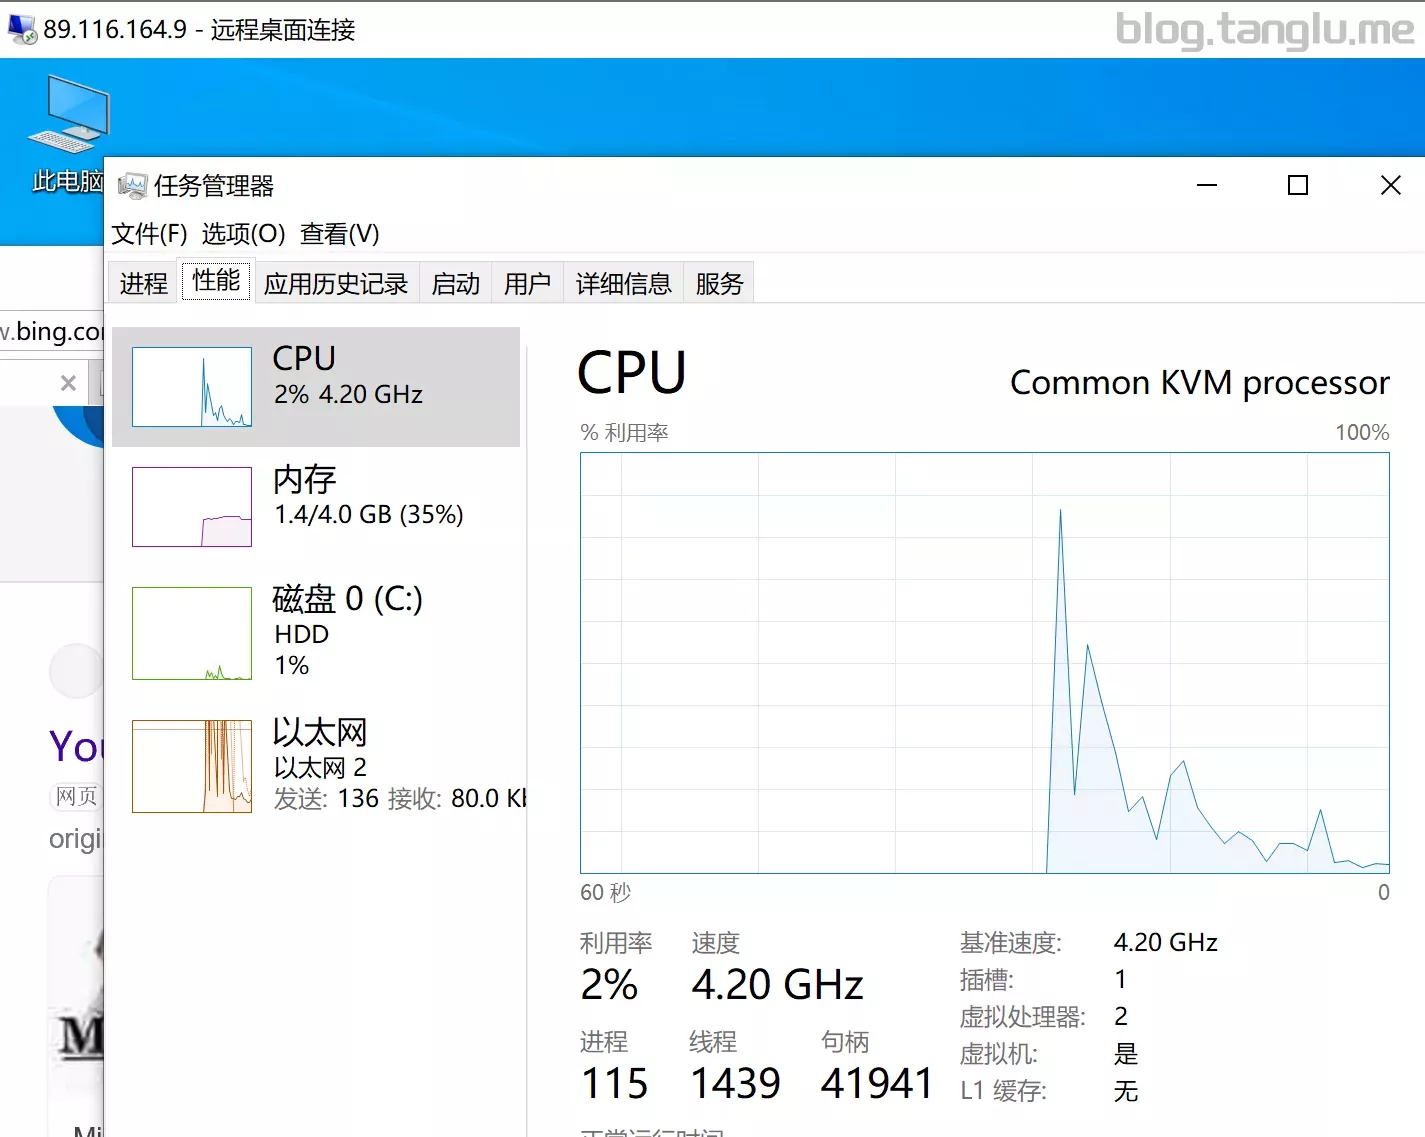 89.116.164.9 - 远程桌面连接
blog.tanglu.me
此电脑
任务管理器
文件(F) 选项(O) 查看(V)
进程 性能 应用历史记录 启动 用户 详细信息 服务
w.bing.co
CPU
2% 4.20 GHz
内存
1.4/4.0 GB (35%)
磁盘 0 (C:)
HDD
1%
以太网
以太网 2
发送: 136 接收: 80.0 Kb
CPU
Common KVM processor
% 利用率
100%
60 秒
0
利用率 速度
2% 4.20 GHz
进程 线程 句柄
115 1439 41941
基准速度: 4.20 GHz
插槽: 1
虚拟处理器: 2
虚拟机: 是
L1 缓存: 无
正常运行时间
You
网页
origi
M
Mi